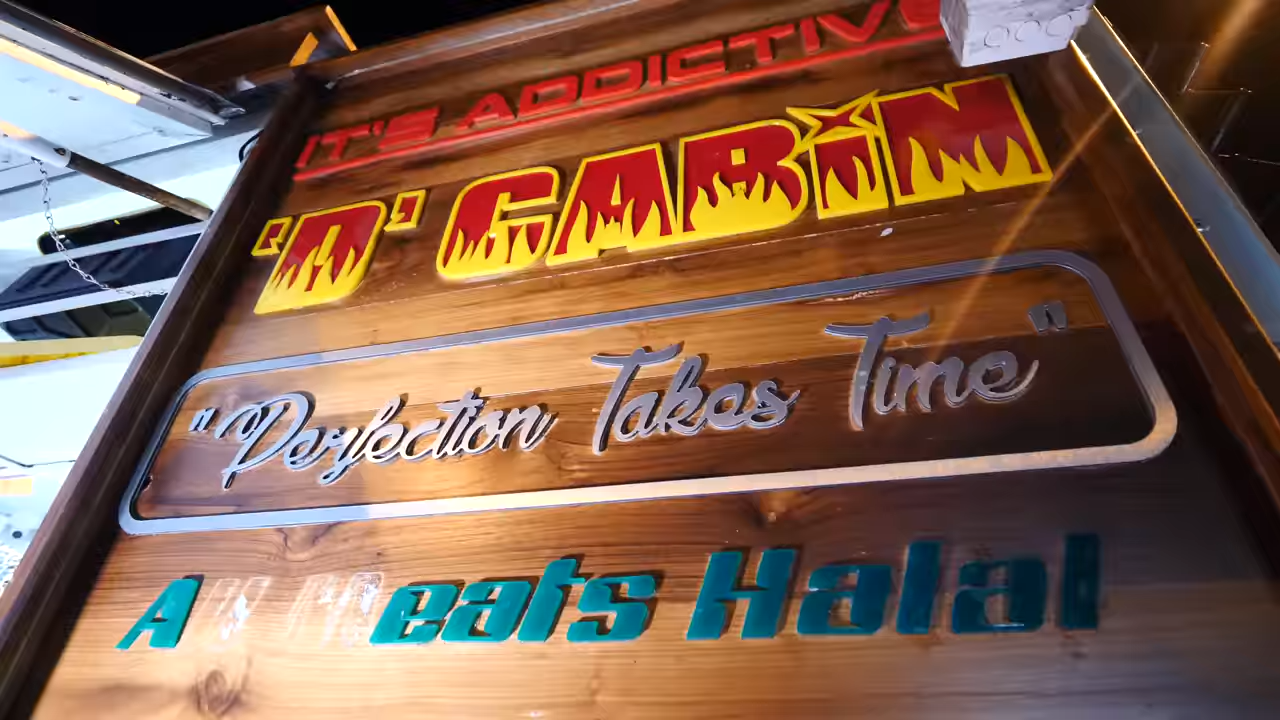 IT'S ADDICTIVE
'D' CABiN
"Perfection Takes Time"
A eats Halal